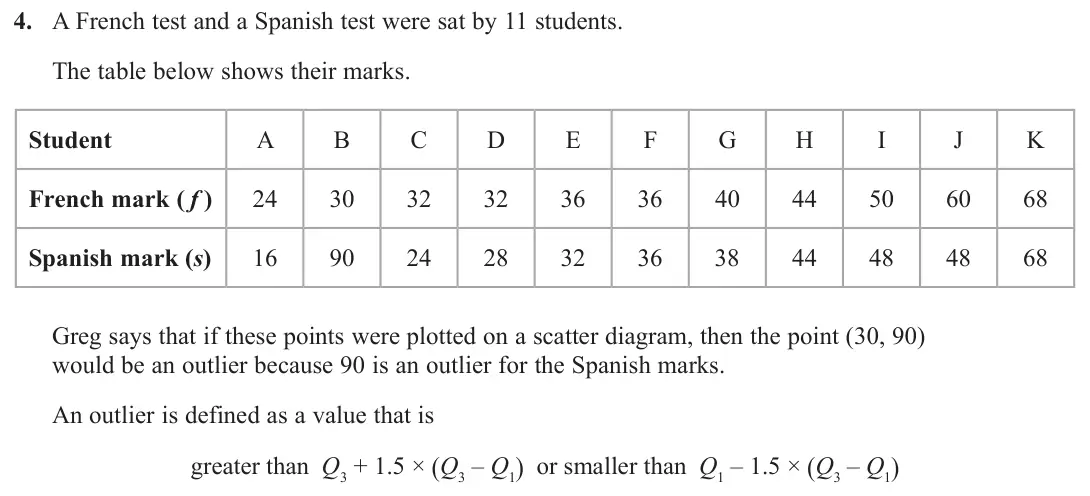 4. A French test and a Spanish test were sat by 11 students.
The table below shows their marks.
Student A B C D E F G H I J K
French mark (f) 24 30 32 32 36 36 40 44 50 60 68
Spanish mark (s) 16 90 24 28 32 36 38 44 48 48 68
Greg says that if these points were plotted on a scatter diagram, then the point (30, 90)
would be an outlier because 90 is an outlier for the Spanish marks.
An outlier is defined as a value that is
greater than Q₃ + 1.5 × (Q₃ – Q₁) or smaller than Q₁ – 1.5 × (Q₃ – Q₁)